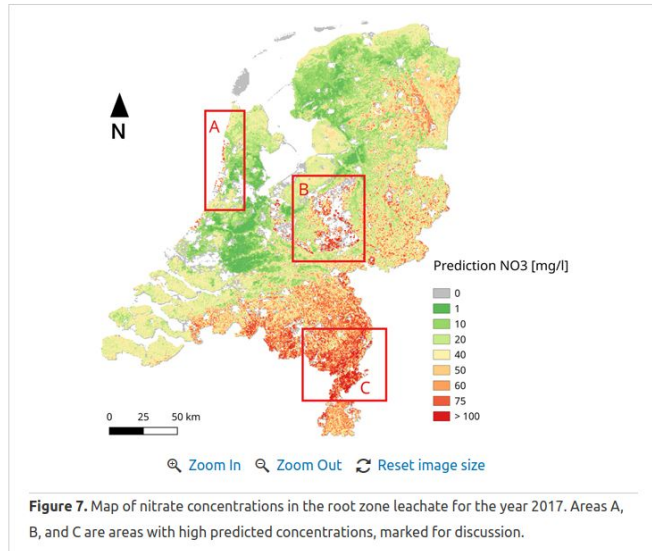 A
N
B
Prediction NO3 [mg/l]
0
1
10
20
40
50
60
75
> 100
C
0 25 50 km
Zoom In Zoom Out Reset image size
Figure 7. Map of nitrate concentrations in the root zone leachate for the year 2017. Areas A,
B, and C are areas with high predicted concentrations, marked for discussion.